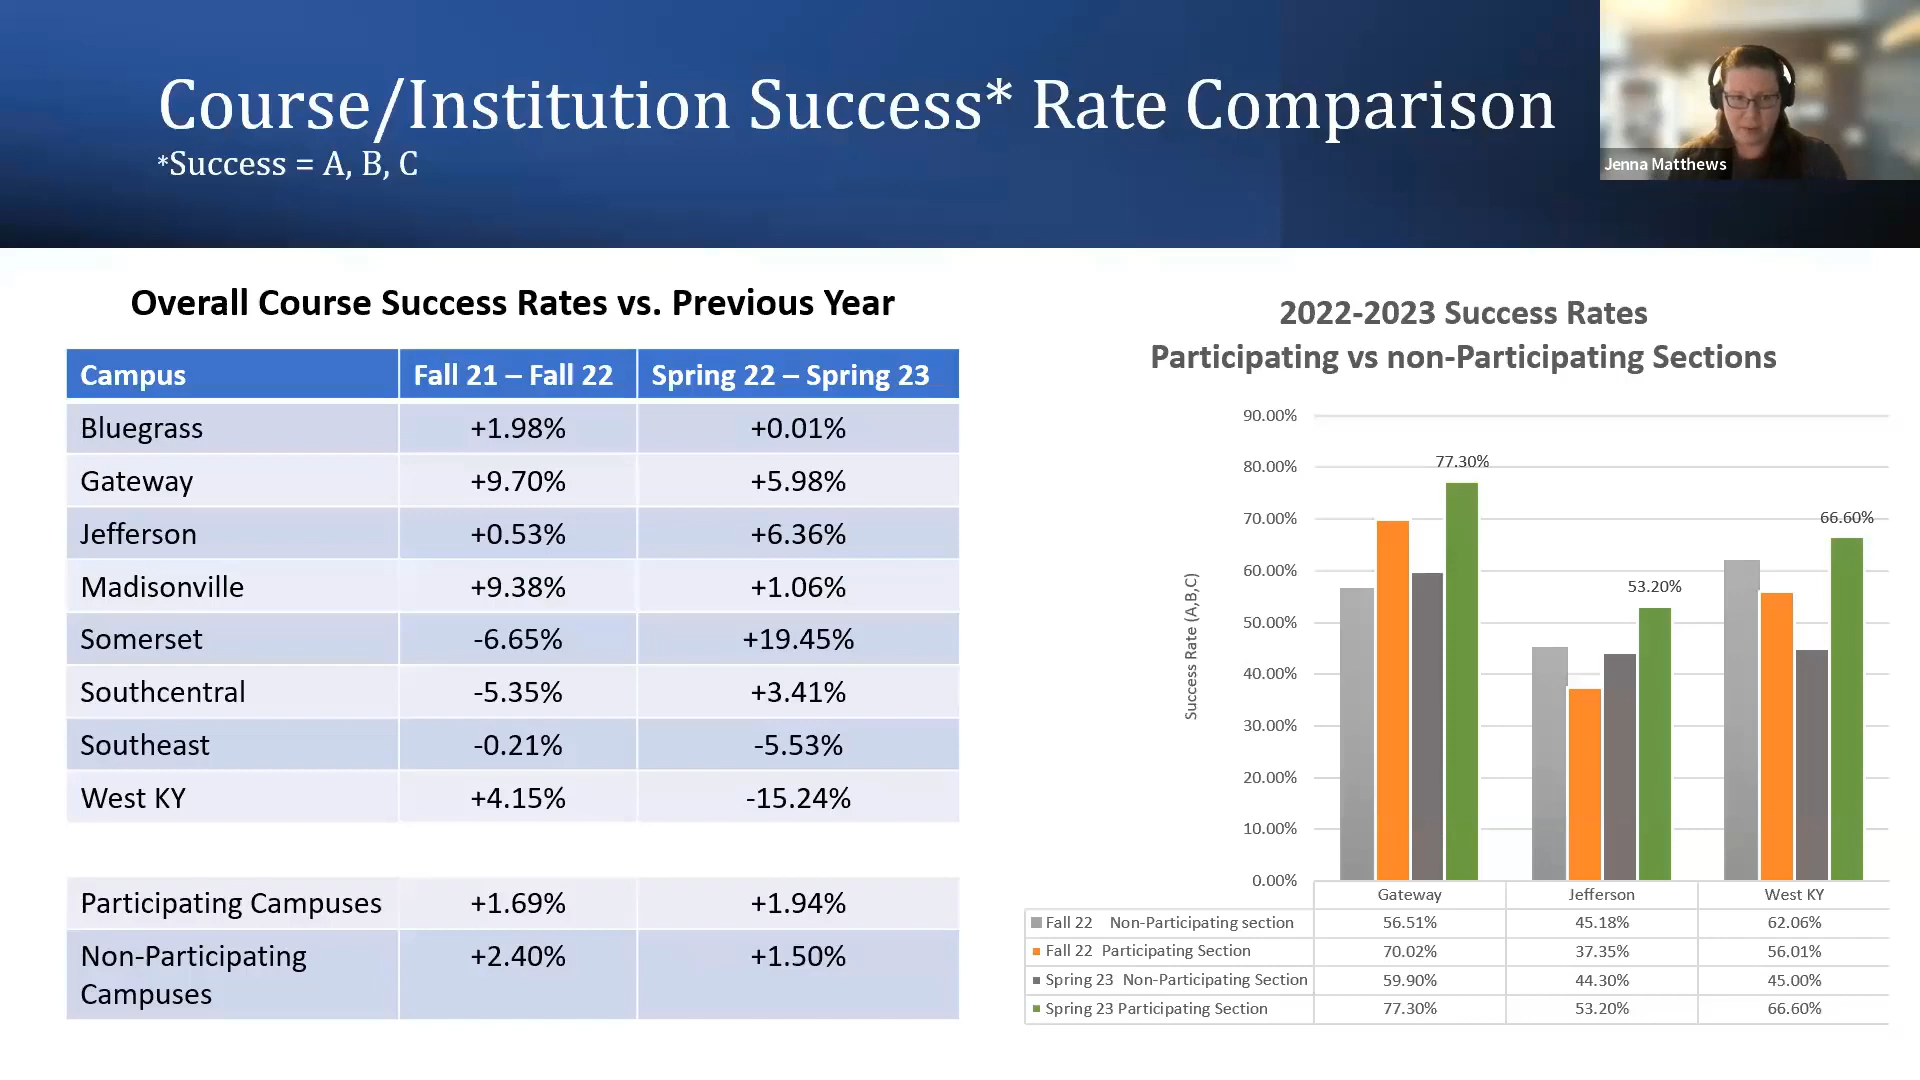 Course/Institution Success* Rate Comparison
*Success = A, B, C
Jenna Matthews
Overall Course Success Rates vs. Previous Year
Campus Fall 21 – Fall 22 Spring 22 – Spring 23
Bluegrass +1.98% +0.01%
Gateway +9.70% +5.98%
Jefferson +0.53% +6.36%
Madisonville +9.38% +1.06%
Somerset -6.65% +19.45%
Southcentral -5.35% +3.41%
Southeast -0.21% -5.53%
West KY +4.15% -15.24%
Participating Campuses +1.69% +1.94%
Non-Participating +2.40% +1.50%
Campuses
2022-2023 Success Rates
Participating vs non-Participating Sections
Success Rate (A,B,C)
90.00%
80.00%
70.00%
60.00%
50.00%
40.00%
30.00%
20.00%
10.00%
0.00%
77.30%
53.20%
66.60%
Gateway Jefferson West KY
Fall 22 Non-Participating section 56.51% 45.18% 62.06%
Fall 22 Participating Section 70.02% 37.35% 56.01%
Spring 23 Non-Participating Section 59.90% 44.30% 45.00%
Spring 23 Participating Section 77.30% 53.20% 66.60%